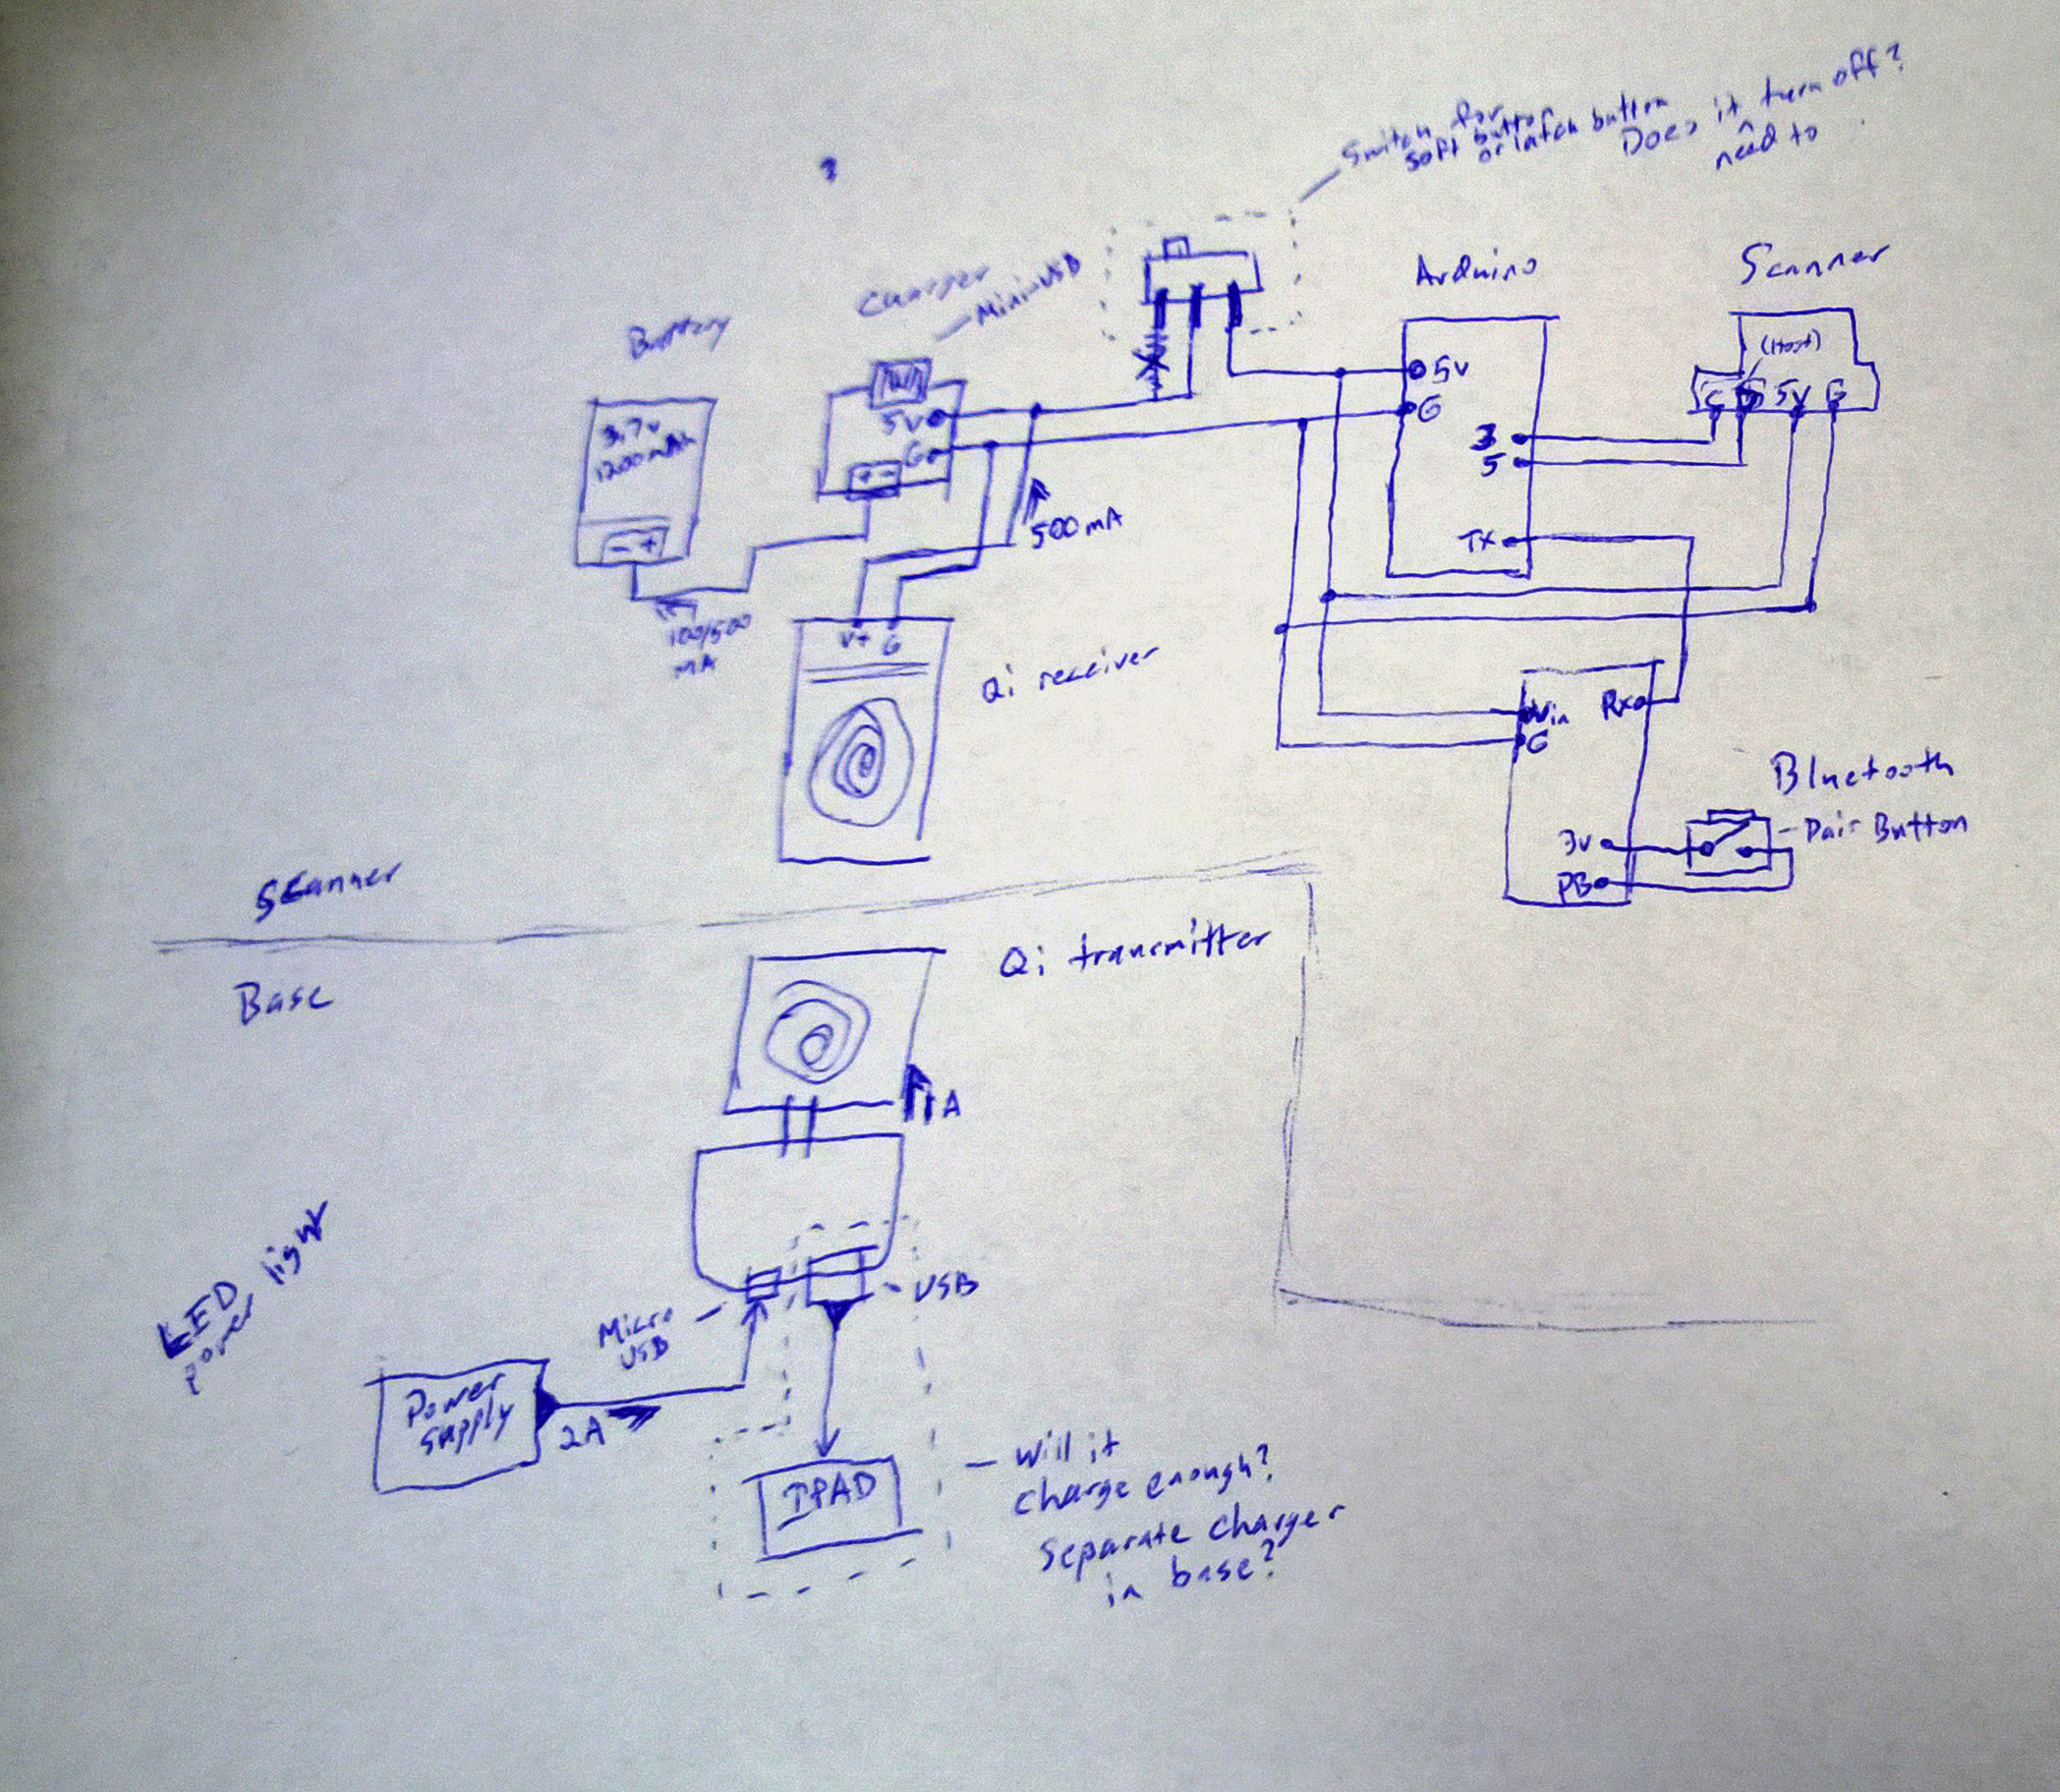 Switch for
soft button
or latch button
Does it turn off?
^
need to
Battery
charger
Mini-USB
Arduino
Scanner
(Host)
3.7v
1200mAh
- +
5v
G
+ -
5v
G
3
5
TX
C
5v
G
500mA
100/500
MA
V+ G
Qi receiver
Vin
G
Rx
3v
PB
Bluetooth
- Pair Button
Scanner
Base
Qi transmitter
1A
LED
power light
Micro
USB
- USB
Power
supply
2A
IPAD
- will it
charge enough?
Separate charger
in base?